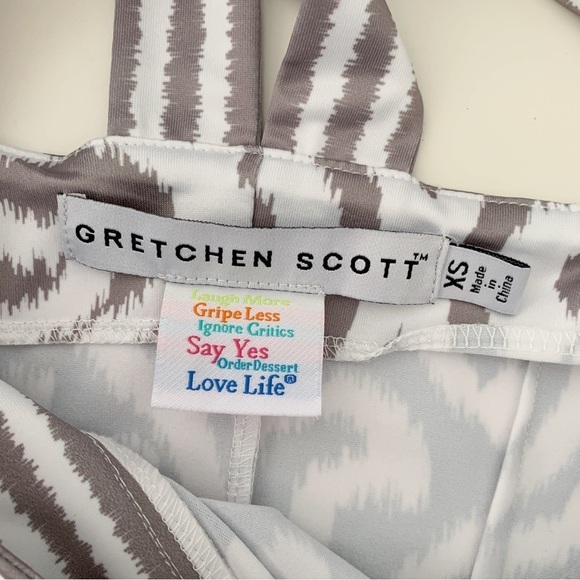 GRETCHEN SCOTT™
XS
Made
in
China
Laugh More
Gripe Less
Ignore Critics
Say Yes
Order Dessert
Love Life®